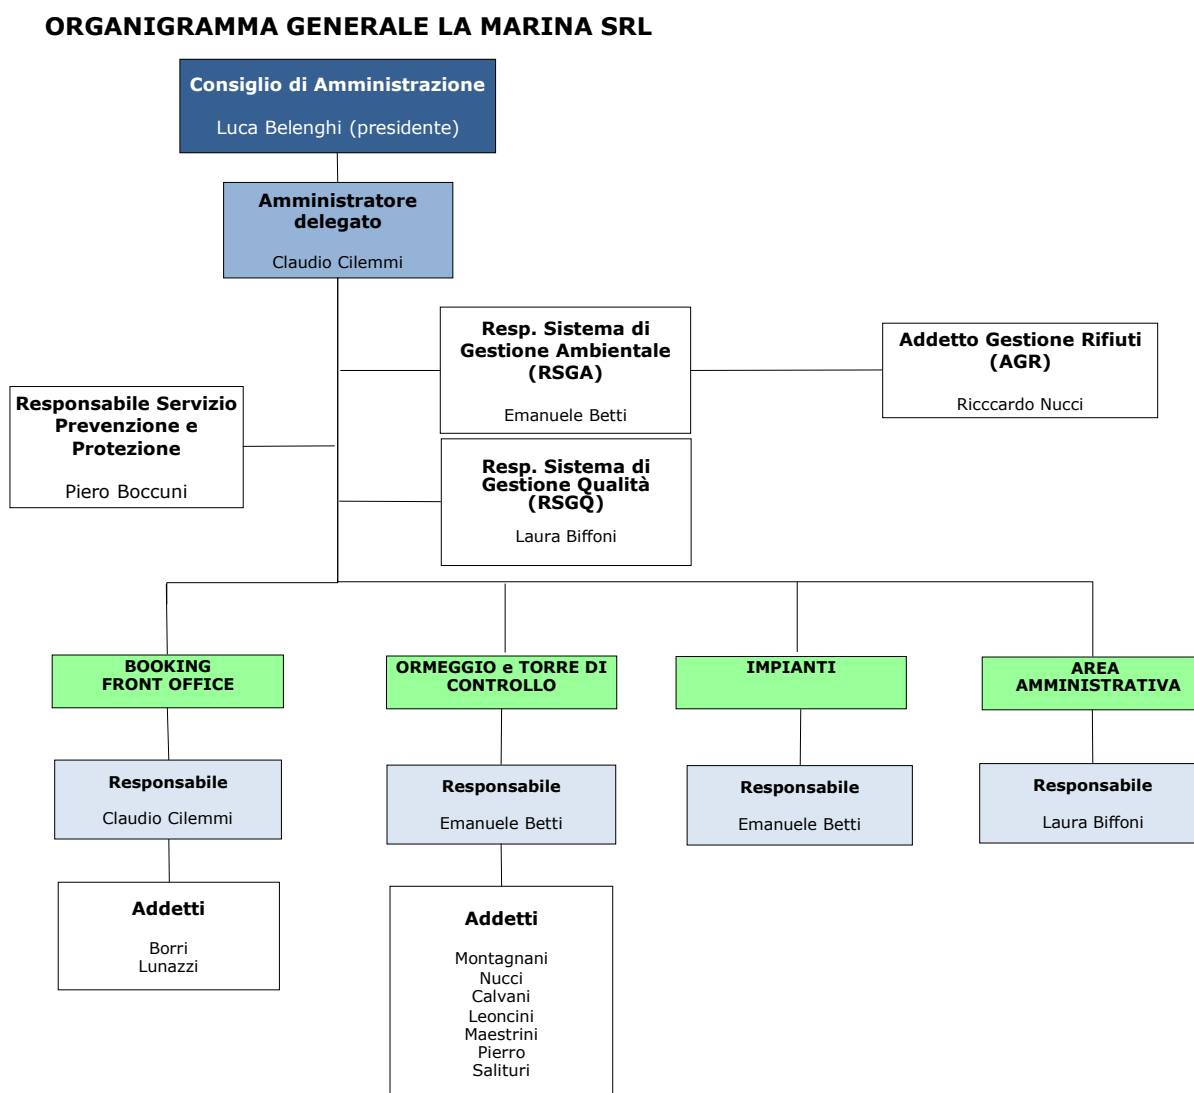 ORGANIGRAMMA GENERALE LA MARINA SRL
Consiglio di Amministrazione
Luca Belenghi (presidente)
Amministratore
delegato
Claudio Cilemmi
Resp. Sistema di
Gestione Ambientale
(RSGA)
Emanuele Betti
Addetto Gestione Rifiuti
(AGR)
Ricccardo Nucci
Responsabile Servizio
Prevenzione e
Protezione
Piero Boccuni
Resp. Sistema di
Gestione Qualità
(RSGQ)
Laura Biffoni
BOOKING
FRONT OFFICE
Responsabile
Claudio Cilemmi
Addetti
Borri
Lunazzi
ORMEGGIO e TORRE DI
CONTROLLO
Responsabile
Emanuele Betti
Addetti
Montagnani
Nucci
Calvani
Leoncini
Maestrini
Pierro
Salituri
IMPIANTI
Responsabile
Emanuele Betti
AREA
AMMINISTRATIVA
Responsabile
Laura Biffoni